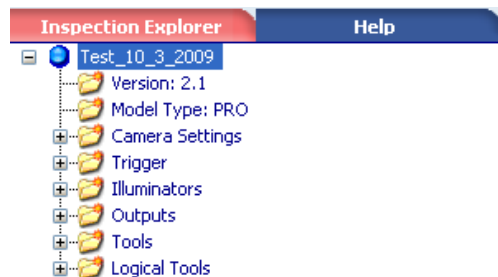 Inspection Explorer Help
Test_10_3_2009
Version: 2.1
Model Type: PRO
Camera Settings
Trigger
Illuminators
Outputs
Tools
Logical Tools